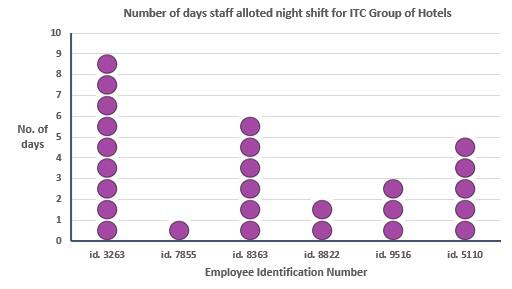 Number of days staff alloted night shift for ITC Group of Hotels
10
9
8
7
6
5
4
3
2
1
0
No. of
days
id. 3263 id. 7855 id. 8363 id. 8822 id. 9516 id. 5110
Employee Identification Number